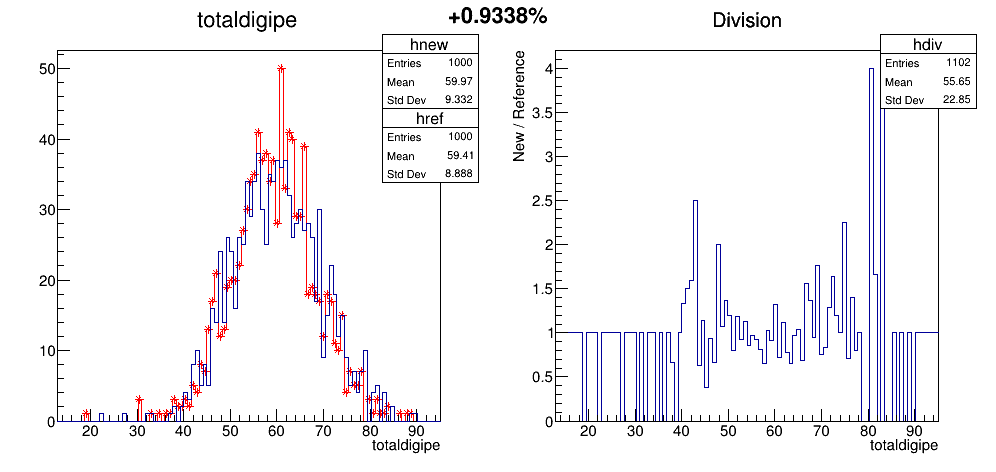 +0.9338%
totaldigipe
hnew
Entries 1000
Mean 59.97
Std Dev 9.332
href
Entries 1000
Mean 59.41
Std Dev 8.888
50
40
30
20
10
0
20 30 40 50 60 70 80 90
totaldigipe
Division
hdiv
Entries 1102
Mean 55.65
Std Dev 22.85
New / Reference
4
3.5
3
2.5
2
1.5
1
0.5
0
20 30 40 50 60 70 80 90
totaldigipe